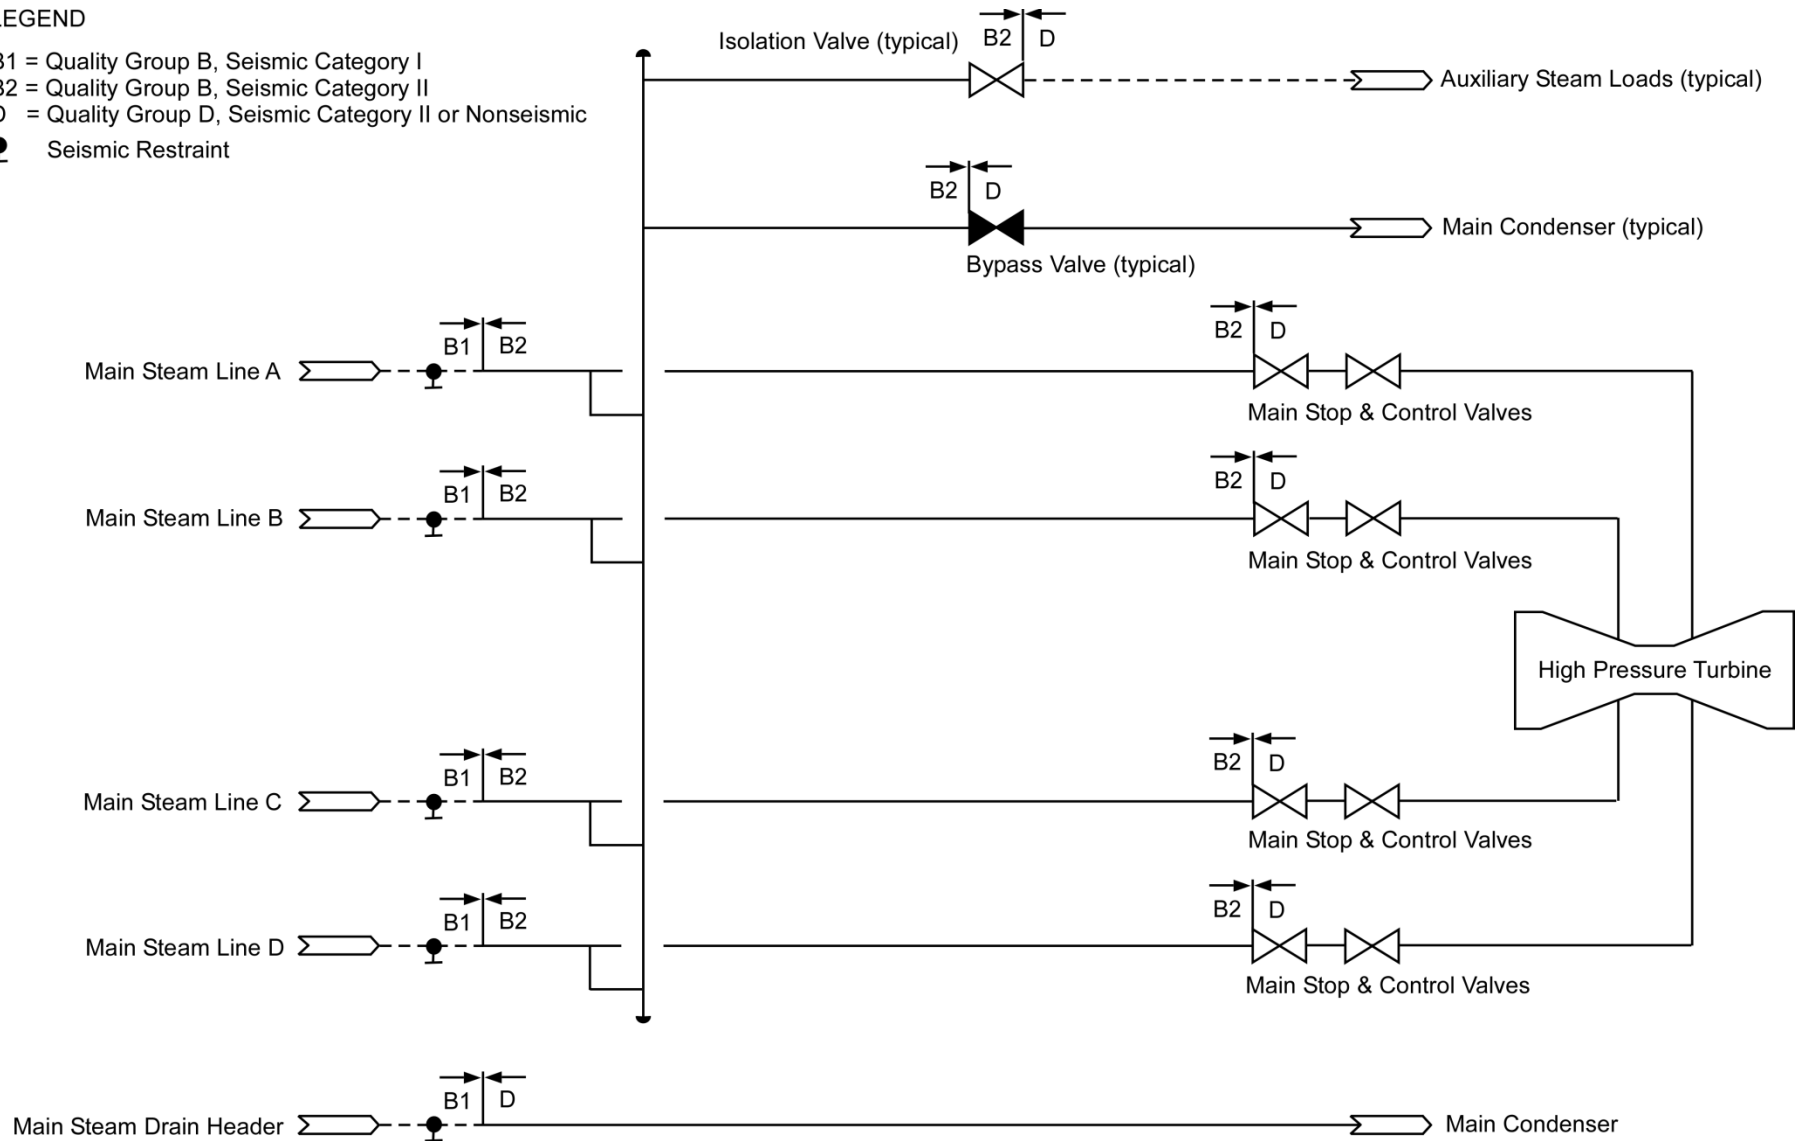 LEGEND
B1 = Quality Group B, Seismic Category I
B2 = Quality Group B, Seismic Category II
D = Quality Group D, Seismic Category II or Nonseismic
Seismic Restraint
Isolation Valve (typical)
B2 D
Auxiliary Steam Loads (typical)
B2 D
Main Condenser (typical)
Bypass Valve (typical)
B1 B2
B2 D
Main Steam Line A
Main Stop & Control Valves
B1 B2
B2 D
Main Steam Line B
Main Stop & Control Valves
High Pressure Turbine
B1 B2
B2 D
Main Steam Line C
Main Stop & Control Valves
B1 B2
B2 D
Main Steam Line D
Main Stop & Control Valves
B1 D
Main Steam Drain Header
Main Condenser